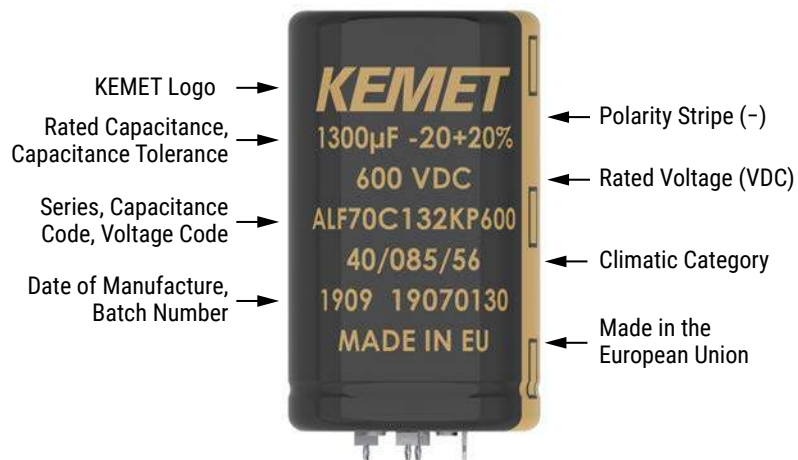 KEMET Logo
Rated Capacitance,
Capacitance Tolerance
Series, Capacitance
Code, Voltage Code
Date of Manufacture,
Batch Number
KEMET
1300µF -20+20%
600 VDC
ALF70C132KP600
40/085/56
1909 19070130
MADE IN EU
Polarity Stripe (−)
Rated Voltage (VDC)
Climatic Category
Made in the
European Union